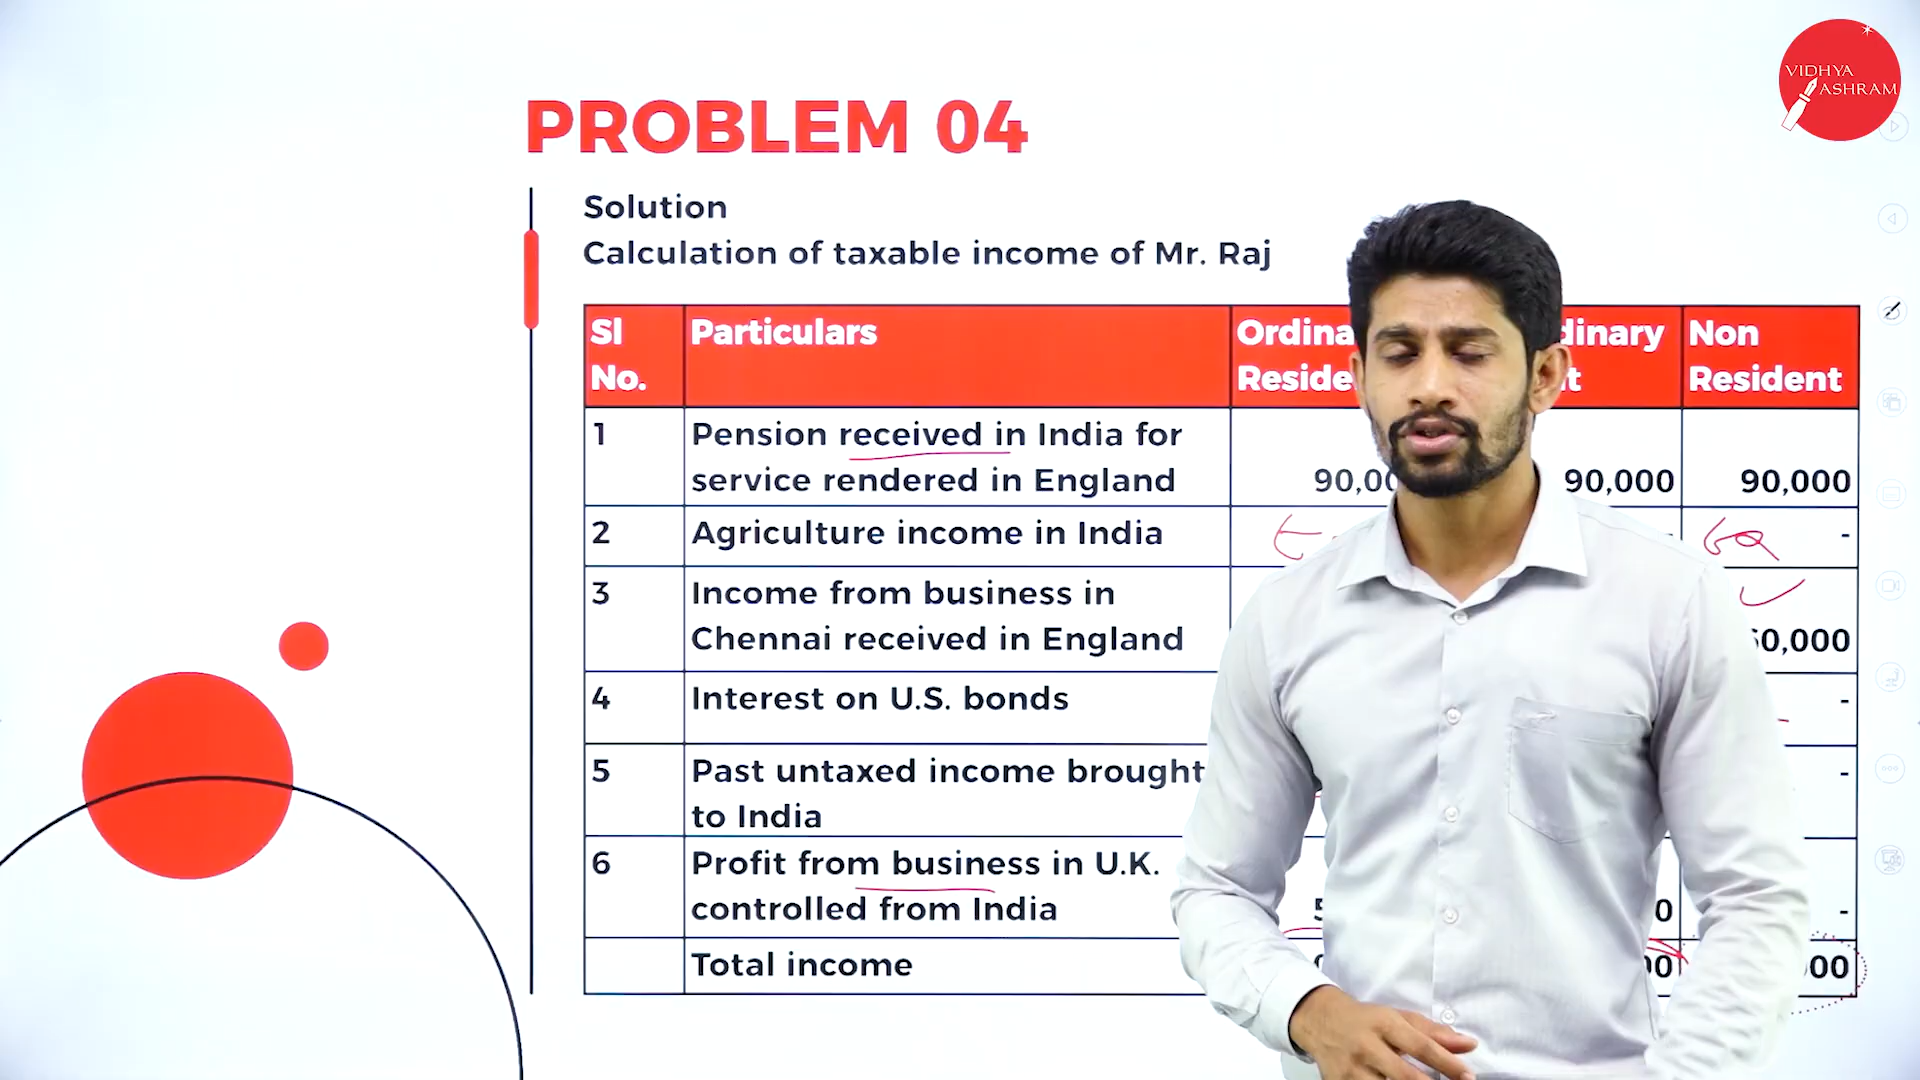 VIDHYA
ASHRAM
PROBLEM 04
Solution
Calculation of taxable income of Mr. Raj
Sl No.
Particulars
Non Resident
1
Pension received in India for
service rendered in England
90,000
90,000
2
Agriculture income in India
-
3
Income from business in
Chennai received in England
4
Interest on U.S. bonds
-
5
Past untaxed income brought
to India
-
6
Profit from business in U.K.
controlled from India
-
Total income